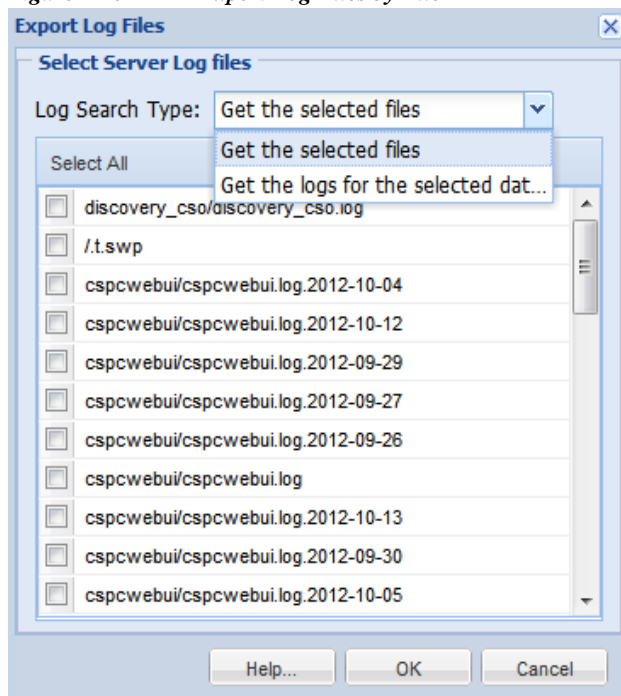 Export Log Files
Select Server Log files
Log Search Type: Get the selected files
Get the selected files
Select All
Get the logs for the selected dat...
discovery_cso/discovery_cso.log
/.t.swp
cspcwebui/cspcwebui.log.2012-10-04
cspcwebui/cspcwebui.log.2012-10-12
cspcwebui/cspcwebui.log.2012-09-29
cspcwebui/cspcwebui.log.2012-09-27
cspcwebui/cspcwebui.log.2012-09-26
cspcwebui/cspcwebui.log
cspcwebui/cspcwebui.log.2012-10-13
cspcwebui/cspcwebui.log.2012-09-30
cspcwebui/cspcwebui.log.2012-10-05
Help... OK Cancel